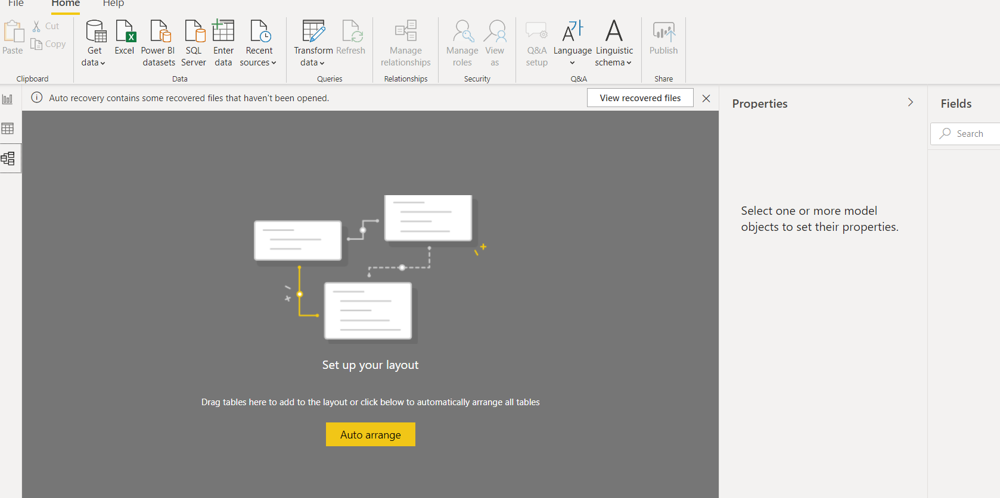 File Home Help
Cut
Copy
Paste
Clipboard
Get
data
Excel
Power BI
datasets
SQL
Server
Enter
data
Recent
sources
Data
Transform
data
Refresh
Queries
Manage
relationships
Relationships
Manage
roles
View
as
Security
Q&A
setup
Language
Linguistic
schema
Q&A
Publish
Share
Auto recovery contains some recovered files that haven't been opened.
View recovered files
Properties
Select one or more model
objects to set their properties.
Fields
Search
Set up your layout
Drag tables here to add to the layout or click below to automatically arrange all tables
Auto arrange